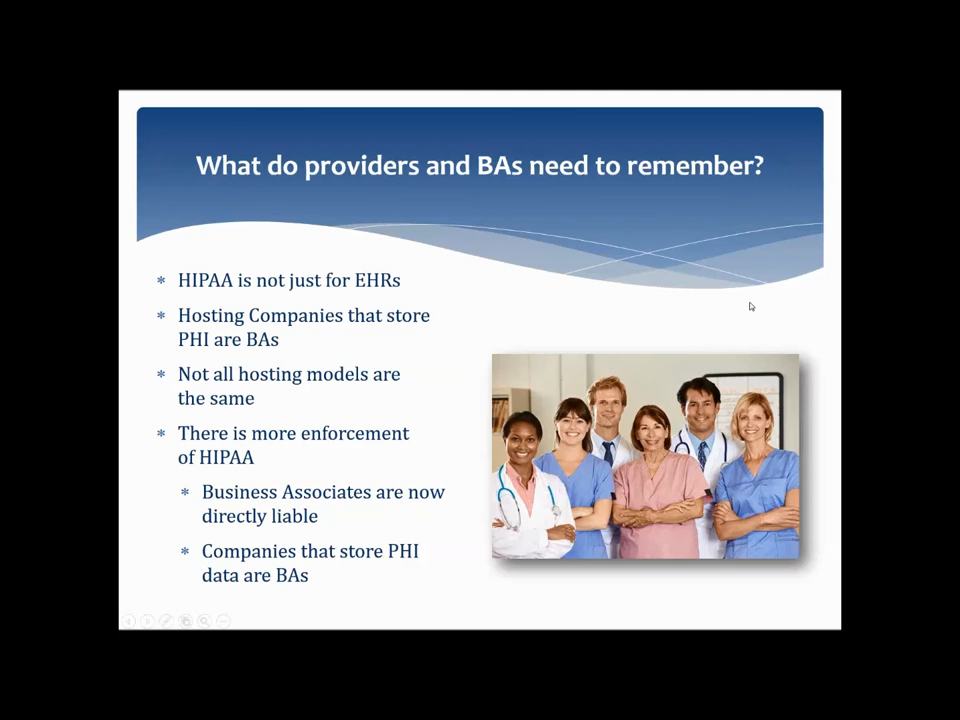 What do providers and BAs need to remember?
* HIPAA is not just for EHRs
* Hosting Companies that store
PHI are BAs
* Not all hosting models are
the same
* There is more enforcement
of HIPAA
* Business Associates are now
directly liable
* Companies that store PHI
data are BAs